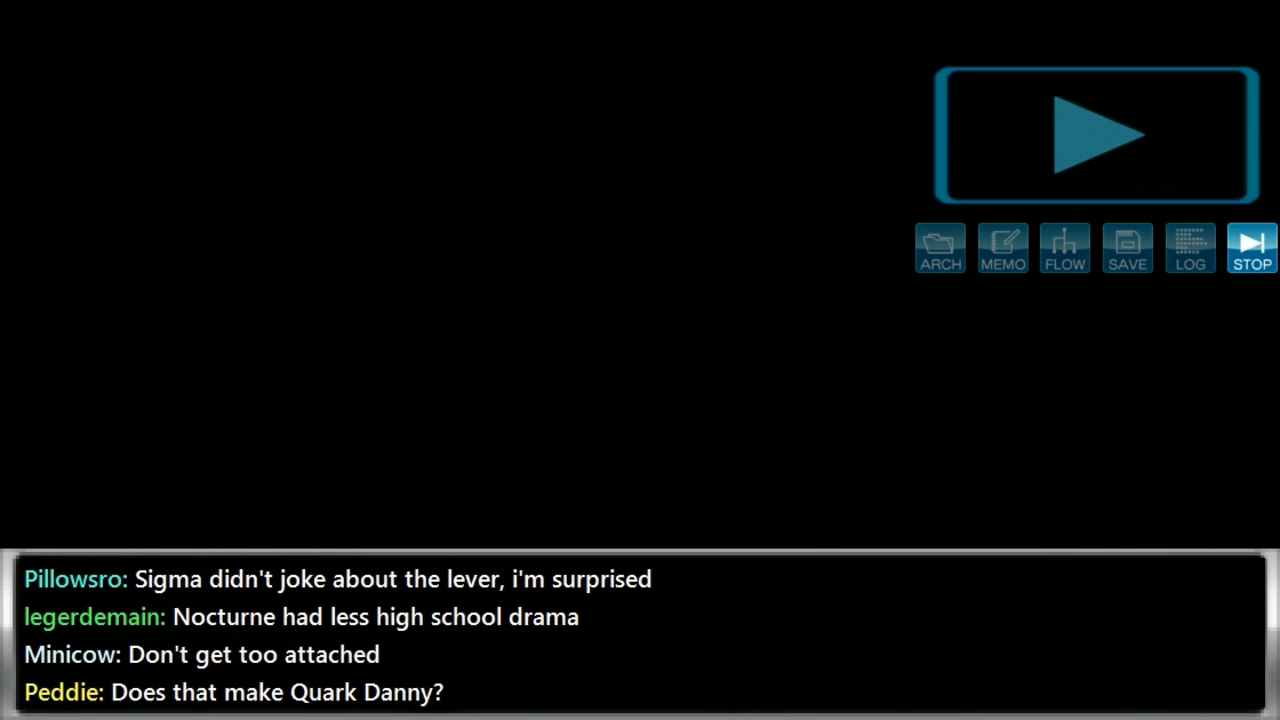 ARCH MEMO FLOW SAVE LOG STOP
Pillowsro: Sigma didn't joke about the lever, i'm surprised
legerdemain: Nocturne had less high school drama
Minicow: Don't get too attached
Peddie: Does that make Quark Danny?